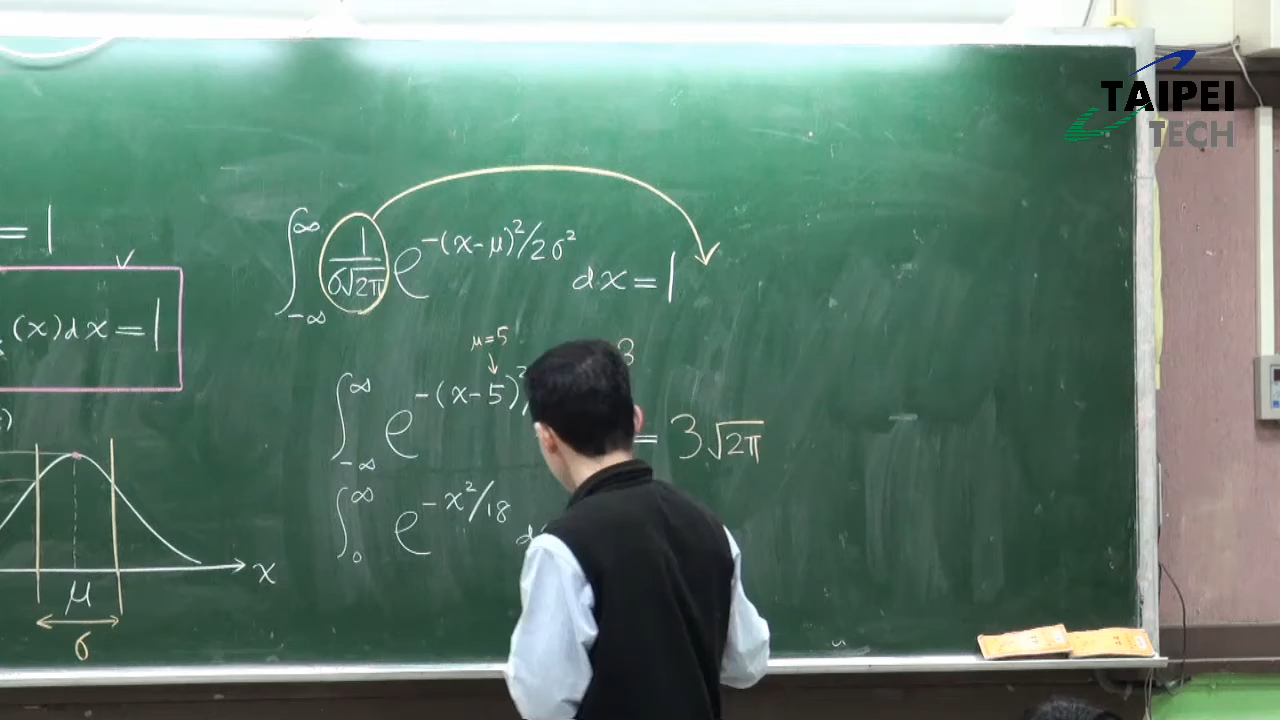 TAIPEI
TECH
= 1
(x)dx = 1
x
μ
σ
∫_{-∞}^{∞} 1/(σ√2π) e^{-(x-μ)²/2σ²} dx = 1
μ=5
↓
3
∫_{-∞}^{∞} e^{-(x-5)²/ = 3√2π
∫_0^∞ e^{-x²/18} d